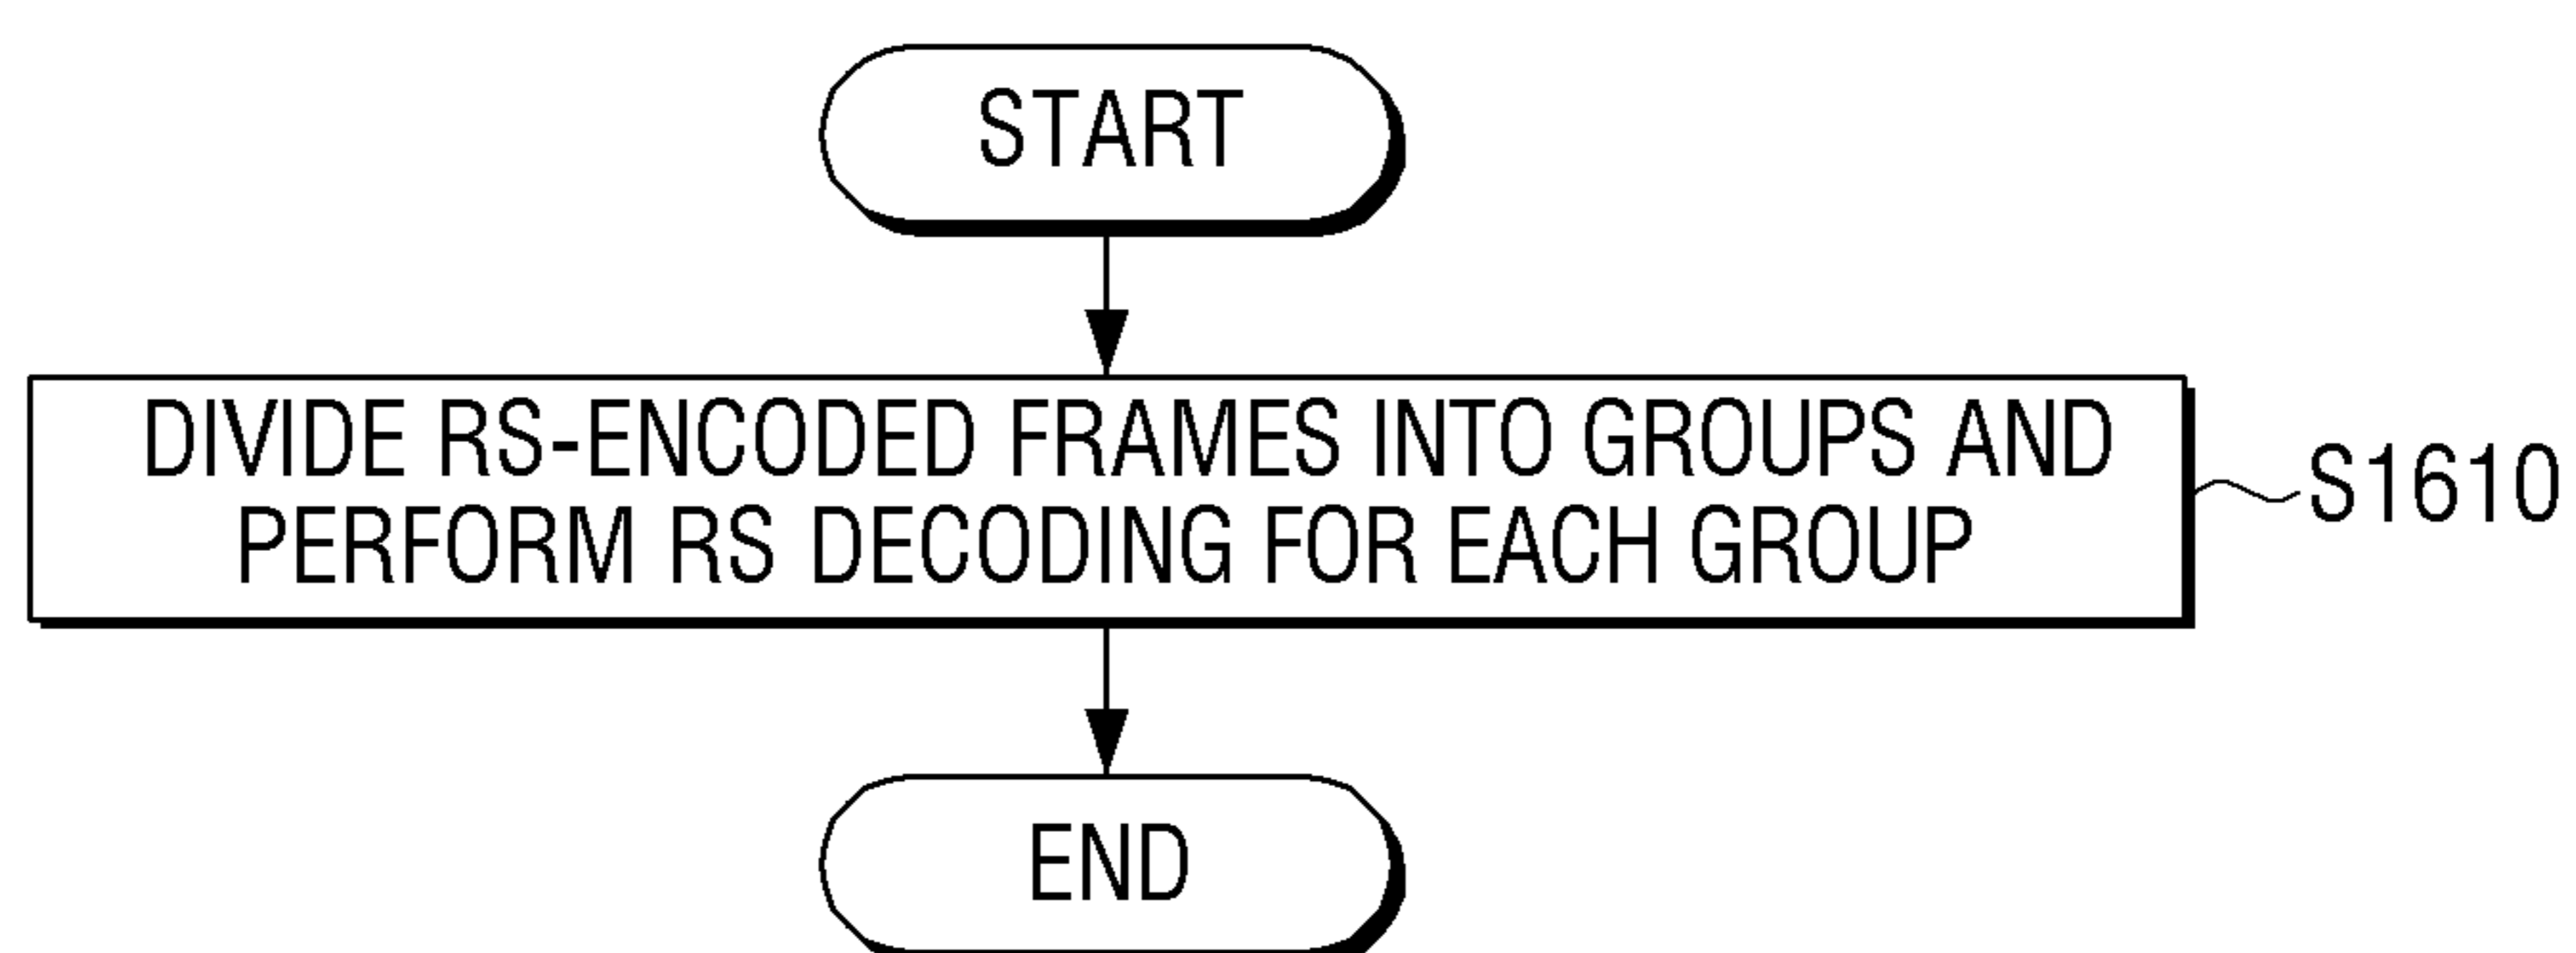 START
DIVIDE RS-ENCODED FRAMES INTO GROUPS AND
PERFORM RS DECODING FOR EACH GROUP
S1610
END